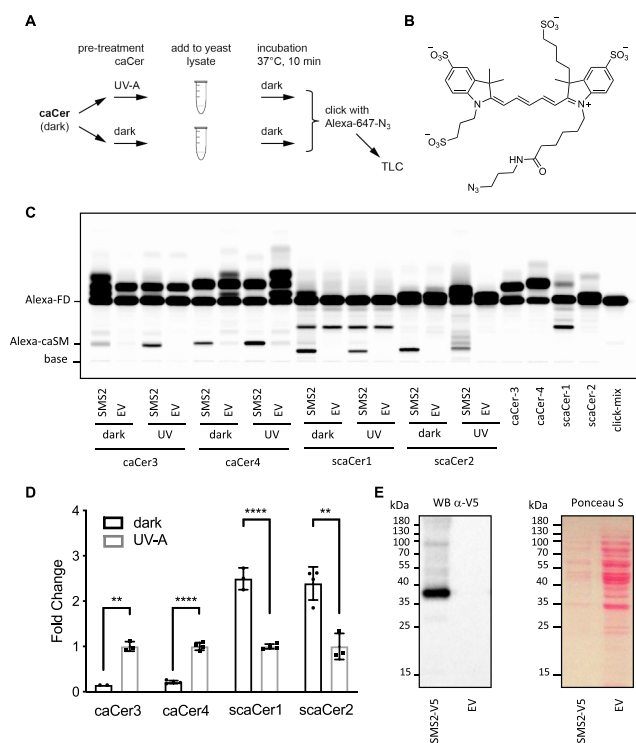 A
pre-treatment caCer
add to yeast lysate
incubation 37°C, 10 min
UV-A
dark
caCer (dark)
dark
dark
click with Alexa-647-N3
TLC
B
SO3-
-O3S
SO3-
N
N+
-O3S
HN
O
N3
C
Alexa-FD
Alexa-caSM
base
SMS2 EV SMS2 EV SMS2 EV SMS2 EV SMS2 EV SMS2 EV SMS2 EV SMS2 EV caCer-3 caCer-4 scaCer-1 scaCer-2 click-mix
dark UV dark UV dark UV dark UV
caCer3 caCer4 scaCer1 scaCer2
D
dark
UV-A
Fold Change
4
3
2
1
0
** **** **** **
caCer3 caCer4 scaCer1 scaCer2
E
kDa WB α-V5
180
130
100
70
55
40
35
25
15
SMS2-V5 EV
kDa Ponceau S
180
130
100
70
55
40
35
25
15
SMS2-V5 EV